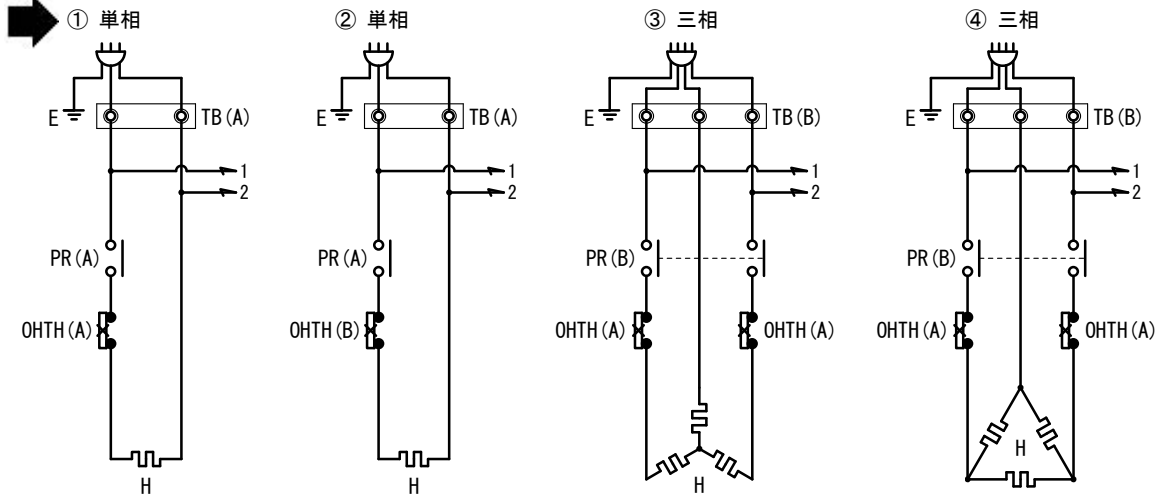 ① 単相 ② 単相 ③ 三相 ④ 三相
E TB(A) E TB(A) E TB(B) E TB(B)
1 1 1 1
2 2 2 2
PR(A) PR(A) PR(B) PR(B)
OHTH(A) OHTH(B) OHTH(A) OHTH(A) OHTH(A) OHTH(A)
H H H H